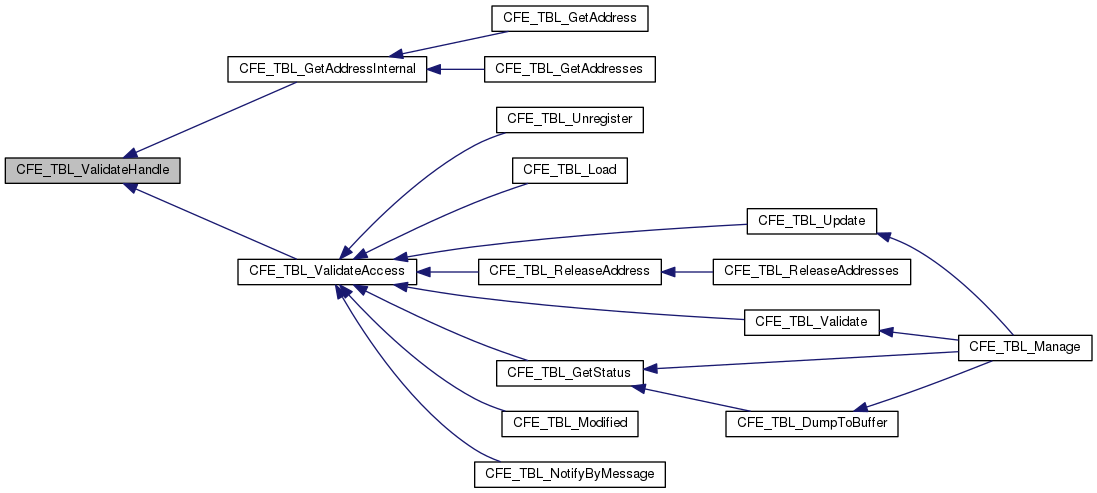 CFE_TBL_GetAddress
CFE_TBL_GetAddressInternal
CFE_TBL_GetAddresses
CFE_TBL_Unregister
CFE_TBL_ValidateHandle
CFE_TBL_Load
CFE_TBL_Update
CFE_TBL_ValidateAccess
CFE_TBL_ReleaseAddress
CFE_TBL_ReleaseAddresses
CFE_TBL_Validate
CFE_TBL_Manage
CFE_TBL_GetStatus
CFE_TBL_Modified
CFE_TBL_DumpToBuffer
CFE_TBL_NotifyByMessage